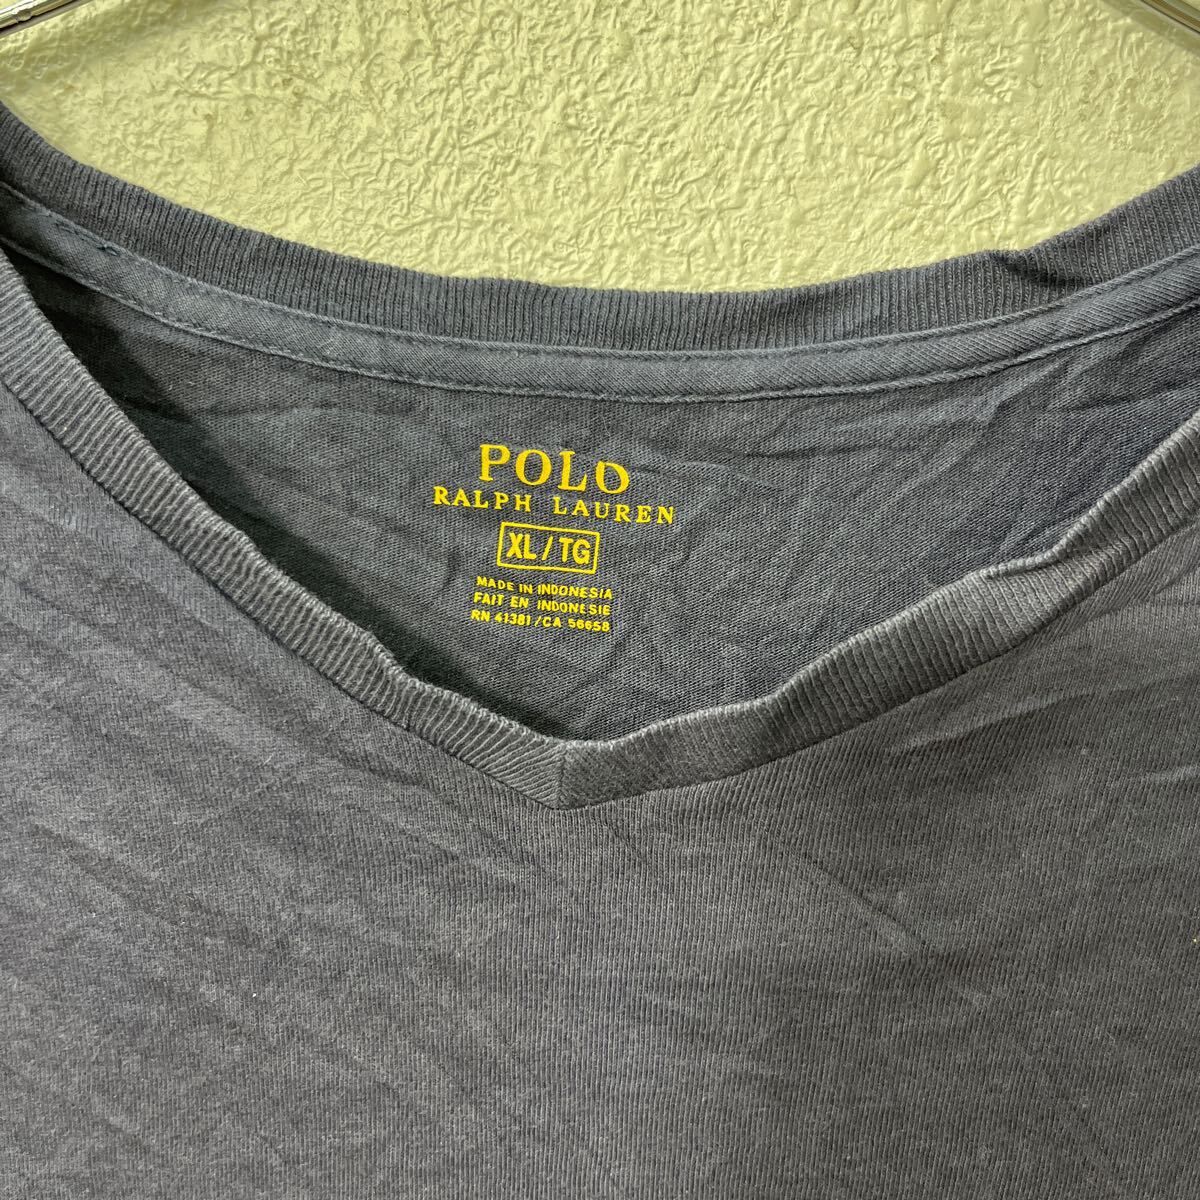 POLO
RALPH LAUREN
XL/TG
MADE IN INDONESIA
FAIT EN INDONESIE
RN 41381/CA 56658